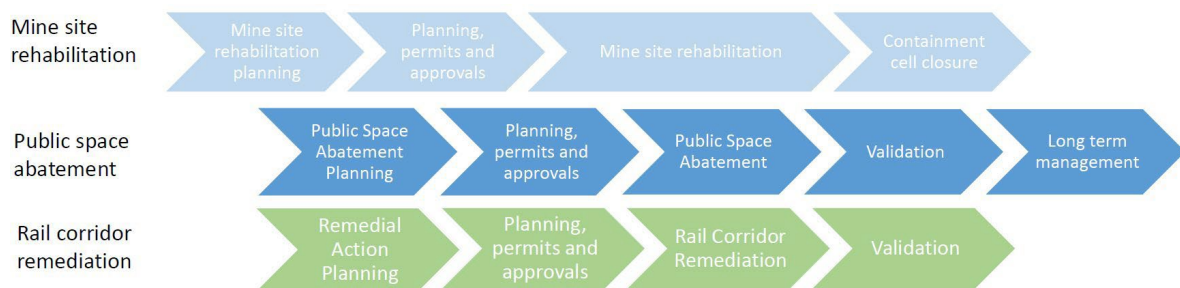 Mine site
rehabilitation
Mine site
rehabilitation
planning
Planning,
permits and
approvals
Mine site rehabilitation
Containment
cell closure
Public space
abatement
Public Space
Abatement
Planning
Planning,
permits and
approvals
Public Space
Abatement
Validation
Long term
management
Rail corridor
remediation
Remedial
Action
Planning
Planning,
permits and
approvals
Rail Corridor
Remediation
Validation